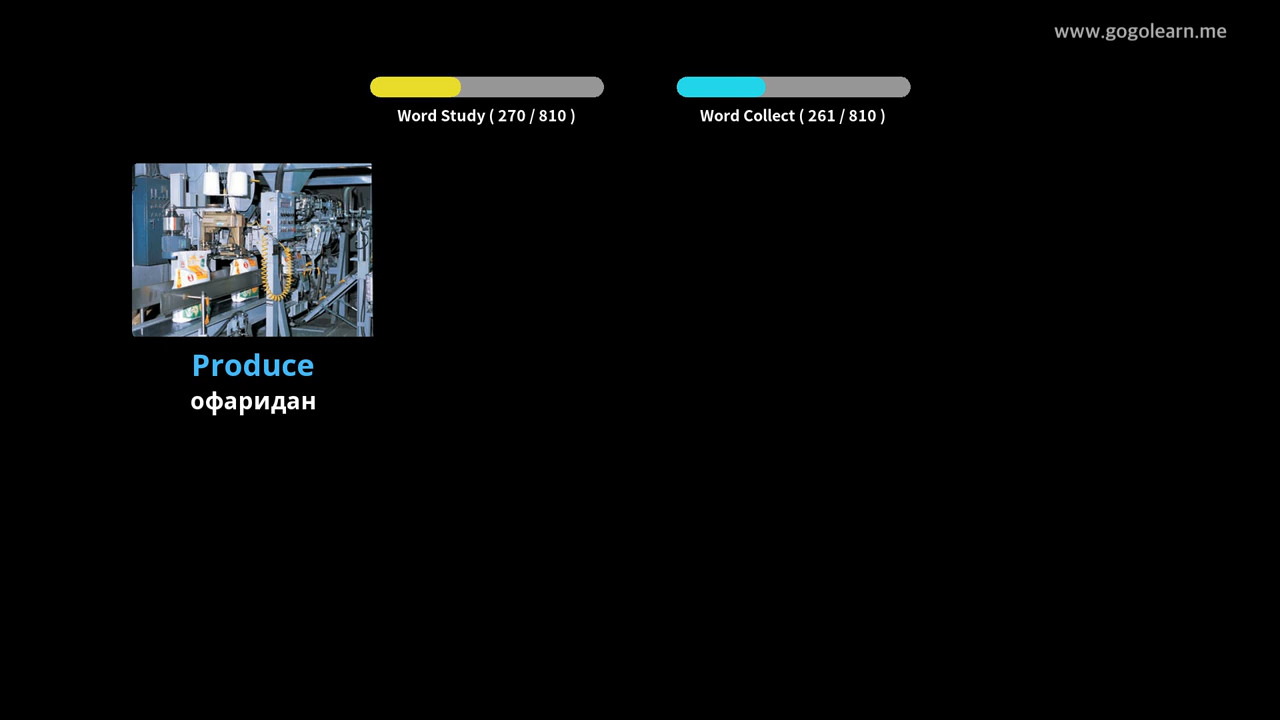 www.gogolearn.me
Word Study ( 270 / 810 )
Word Collect ( 261 / 810 )
Produce
офаридан